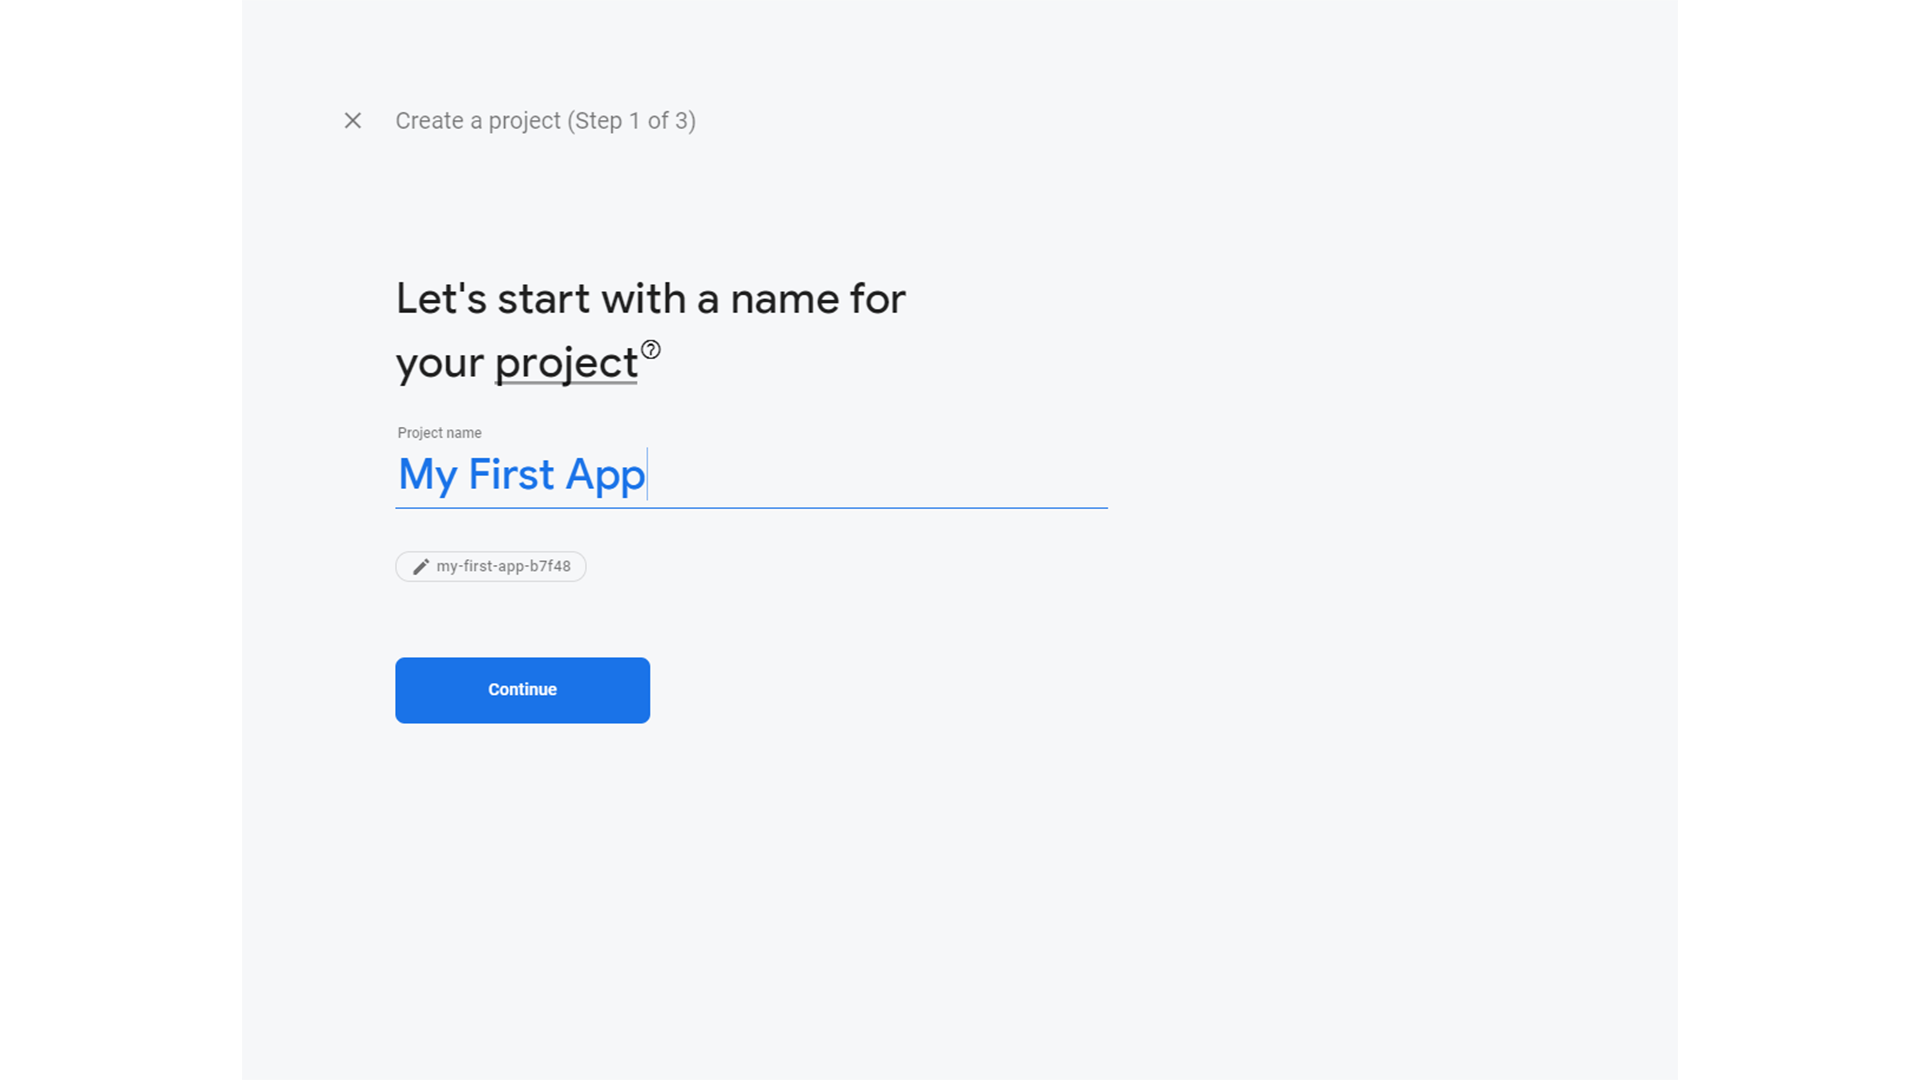 Create a project (Step 1 of 3)
Let's start with a name for
your project
Project name
My First App
my-first-app-b7f48
Continue